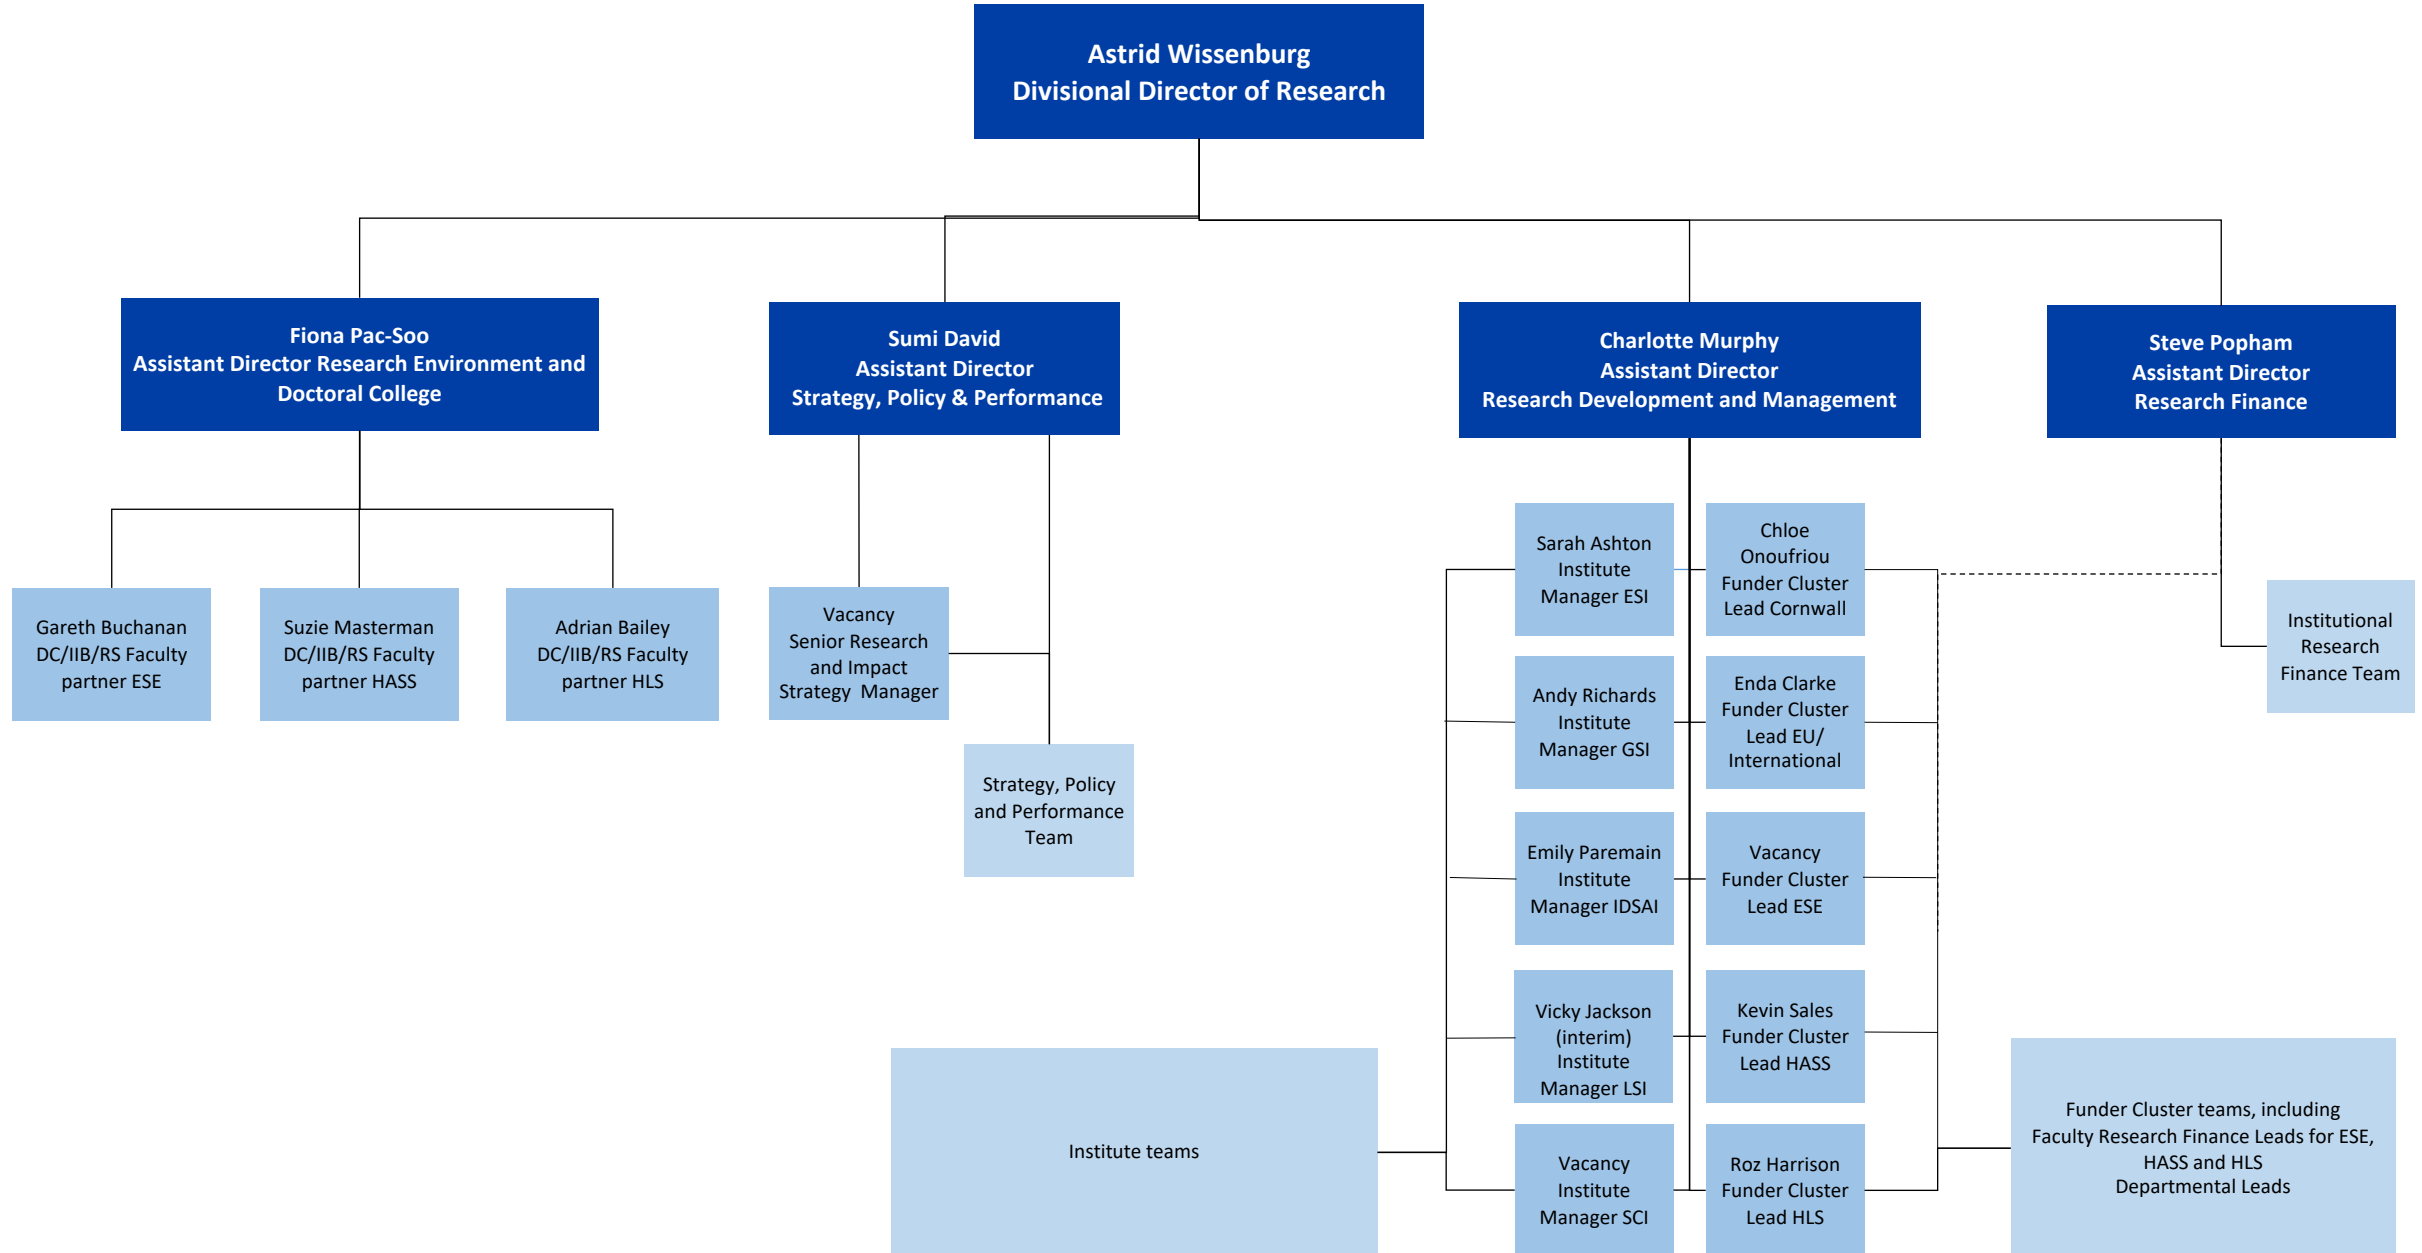 Astrid Wissenburg
Divisional Director of Research
Fiona Pac-Soo
Assistant Director Research Environment and
Doctoral College
Sumi David
Assistant Director
Strategy, Policy & Performance
Charlotte Murphy
Assistant Director
Research Development and Management
Steve Popham
Assistant Director
Research Finance
Gareth Buchanan
DC/IIB/RS Faculty
partner ESE
Suzie Masterman
DC/IIB/RS Faculty
partner HASS
Adrian Bailey
DC/IIB/RS Faculty
partner HLS
Vacancy
Senior Research
and Impact
Strategy  Manager
Strategy, Policy
and Performance
Team
Sarah Ashton
Institute
Manager ESI
Chloe
Onoufriou
Funder Cluster
Lead Cornwall
Institutional
Research
Finance Team
Andy Richards
Institute
Manager GSI
Enda Clarke
Funder Cluster
Lead EU/
International
Emily Paremain
Institute
Manager IDSAI
Vacancy
Funder Cluster
Lead ESE
Vicky Jackson
(interim)
Institute
Manager LSI
Kevin Sales
Funder Cluster
Lead HASS
Institute teams
Vacancy
Institute
Manager SCI
Roz Harrison
Funder Cluster
Lead HLS
Funder Cluster teams, including
Faculty Research Finance Leads for ESE,
HASS and HLS
Departmental Leads